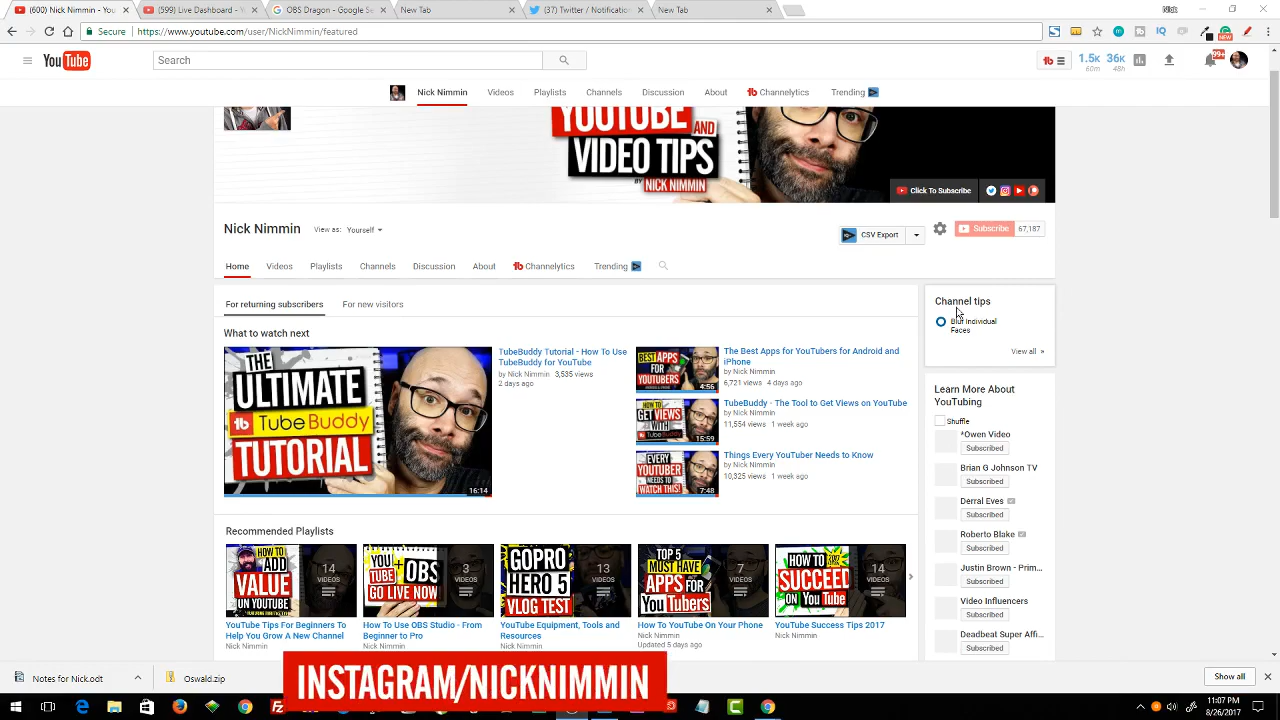 (600) Nick Nimmin - You
(599) Live Dashboard - Y
OBS Dragon - Google Se
New Tab
(37) Twitter / Notification
New Tab
Nick
Secure
https://www.youtube.com/user/NickNimmin/featured
NEW
YouTube
Search
1.5K
60m
36K
48h
99+
Nick Nimmin
Videos
Playlists
Channels
Discussion
About
Channelytics
Trending
YOUTUBE AND
VIDEO TIPS
BY NICK NIMMIN
Click To Subscribe
Nick Nimmin
View as:
Yourself
CSV Export
Subscribe
67,187
Home
Videos
Playlists
Channels
Discussion
About
Channelytics
Trending
For returning subscribers
For new visitors
What to watch next
THE
ULTIMATE
TubeBuddy
TUTORIAL
16:14
TubeBuddy Tutorial - How To Use
TubeBuddy for YouTube
by Nick Nimmin 3,535 views
2 days ago
BEST APPS
FOR
YOUTUBERS
4:56
The Best Apps for YouTubers for Android and
iPhone
by Nick Nimmin
6,721 views 4 days ago
HOW TO
GET VIEWS
WITH
TubeBuddy
15:59
TubeBuddy - The Tool to Get Views on YouTube
by Nick Nimmin
11,554 views 1 week ago
EVERY
YOUTUBER
NEEDS TO
WATCH THIS!
7:48
Things Every YouTuber Needs to Know
by Nick Nimmin
10,325 views 1 week ago
Recommended Playlists
HOW TO
ADD
VALUE
ON YOUTUBE
14
VIDEOS
YouTube Tips For Beginners To
Help You Grow A New Channel
Nick Nimmin
YOU
TUBE + OBS
GO LIVE NOW
3
VIDEOS
How To Use OBS Studio - From
Beginner to Pro
Nick Nimmin
GOPRO
HERO 5
VLOG TEST
13
VIDEOS
YouTube Equipment, Tools and
Resources
Nick Nimmin
TOP 5
MUST HAVE
APPS FOR
YouTubers
7
VIDEOS
How To YouTube On Your Phone
Nick Nimmin
Updated 5 days ago
HOW TO
SUCCEED
ON YouTube
14
VIDEOS
YouTube Success Tips 2017
Nick Nimmin
Channel tips
Blur Individual
Faces
View all »
Learn More About
YouTubing
Shuffle
*Owen Video
Subscribed
Brian G Johnson TV
Subscribed
Derral Eves
Subscribed
Roberto Blake
Subscribed
Justin Brown - Prim...
Subscribed
Video Influencers
Subscribed
Deadbeat Super Affi...
Subscribed
Notes for Nick.odt
Oswald.zip
Show all
INSTAGRAM/NICKNIMMIN
11:07 PM
8/26/2017